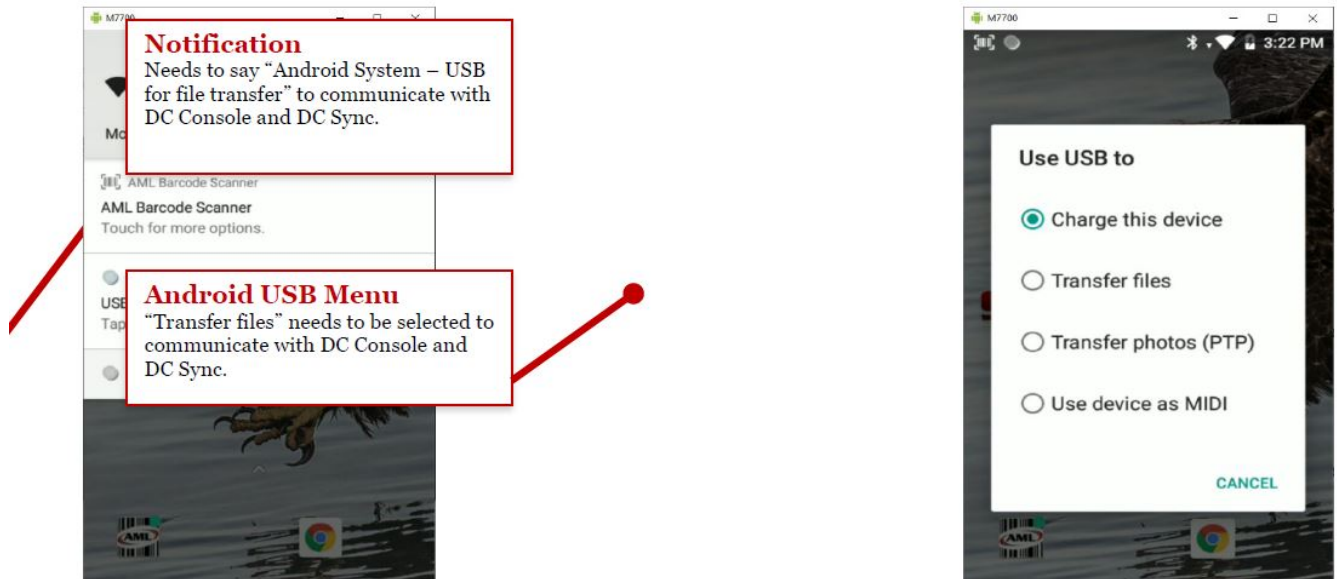 M7700
Notification
Needs to say “Android System – USB
for file transfer” to communicate with
DC Console and DC Sync.
AML Barcode Scanner
AML Barcode Scanner
Touch for more options.
Android USB Menu
“Transfer files” needs to be selected to
communicate with DC Console and
DC Sync.
USB
Tap
AML
M7700
3:22 PM
Use USB to
Charge this device
Transfer files
Transfer photos (PTP)
Use device as MIDI
CANCEL
AML